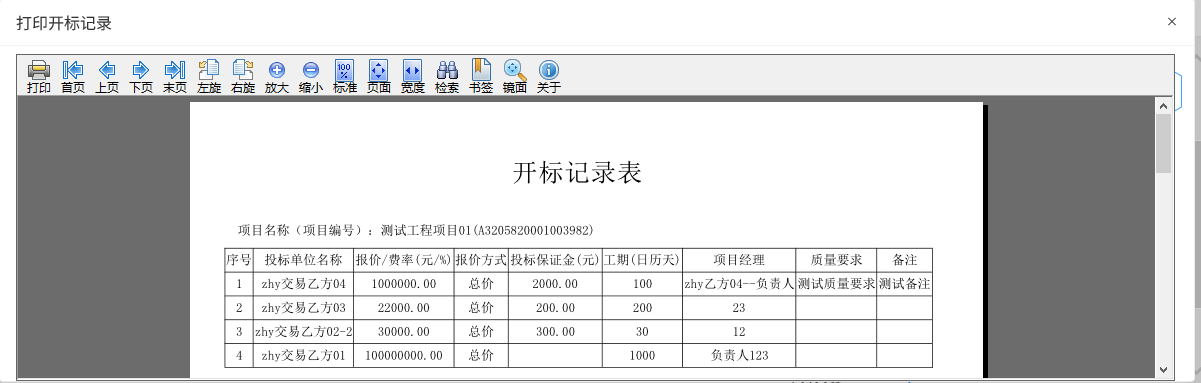 打印开标记录 ×
打印 首页 上页 下页 末页 左旋 右旋 放大 缩小 标准 页面 宽度 检索 书签 镜面 关于
开标记录表
项目名称（项目编号）：测试工程项目01(A3205820001003982)
序号 投标单位名称 报价/费率(元/%) 报价方式 投标保证金(元) 工期(日历天) 项目经理 质量要求 备注
1 zhy交易乙方04 1000000.00 总价 2000.00 100 zhy乙方04--负责人 测试质量要求 测试备注
2 zhy交易乙方03 22000.00 总价 200.00 200 23
3 zhy交易乙方02-2 30000.00 总价 300.00 30 12
4 zhy交易乙方01 100000000.00 总价 1000 负责人123